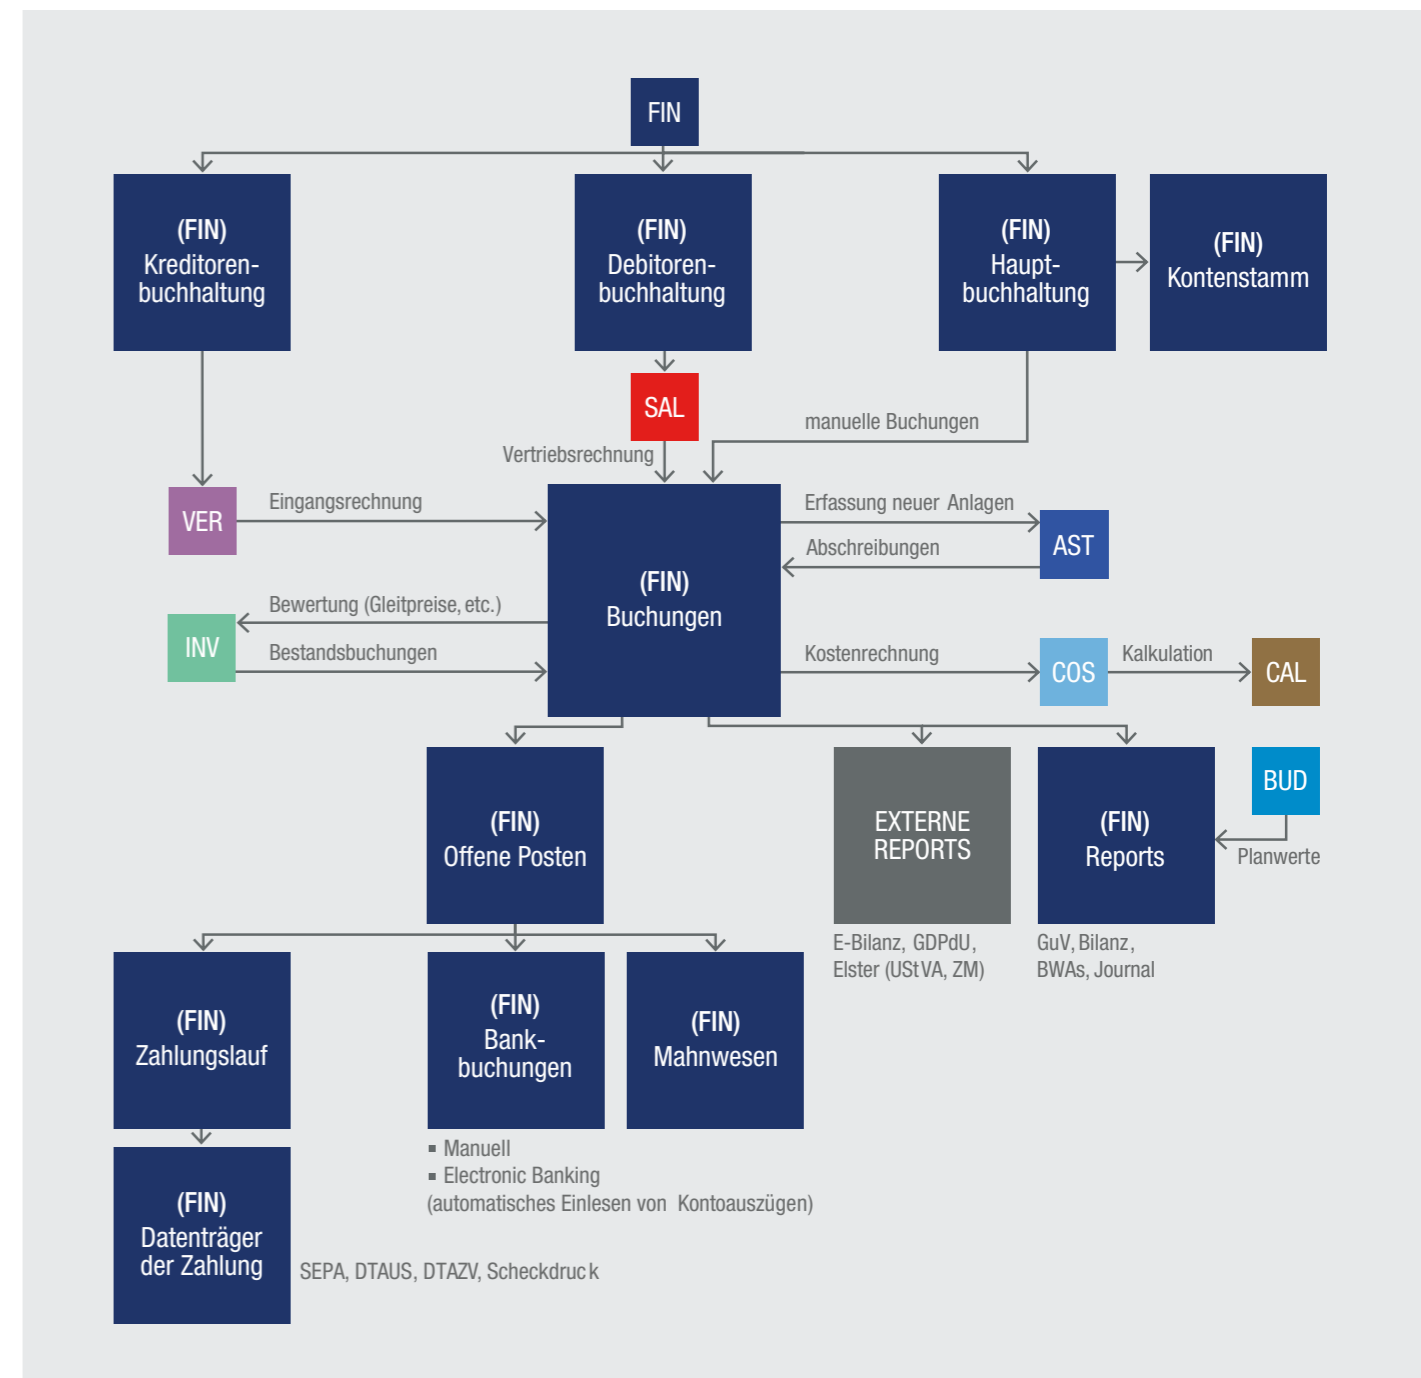 FIN
(FIN)
Kreditoren-
buchhaltung
(FIN)
Debitoren-
buchhaltung
(FIN)
Haupt-
buchhaltung
(FIN)
Kontenstamm
SAL
manuelle Buchungen
Vertriebsrechnung
VER
Eingangsrechnung
Erfassung neuer Anlagen
AST
Abschreibungen
(FIN)
Buchungen
Bewertung (Gleitpreise, etc.)
INV
Bestandsbuchungen
Kostenrechnung
COS
Kalkulation
CAL
(FIN)
Offene Posten
EXTERNE
REPORTS
(FIN)
Reports
BUD
Planwerte
E-Bilanz, GDPdU,
Elster (UStVA, ZM)
GuV, Bilanz,
BWAs, Journal
(FIN)
Zahlungslauf
(FIN)
Bank-
buchungen
(FIN)
Mahnwesen
▪ Manuell
▪ Electronic Banking
(automatisches Einlesen von Kontoauszügen)
(FIN)
Datenträger
der Zahlung
SEPA, DTAUS, DTAZV, Scheckdruck